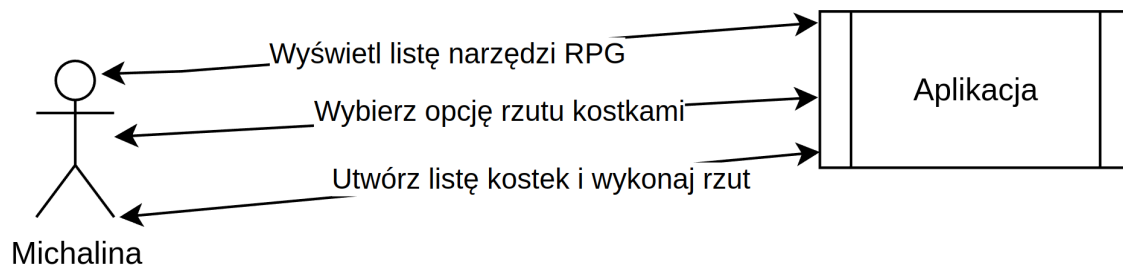 Wyświetl listę narzędzi RPG
Wybierz opcję rzutu kostkami
Utwórz listę kostek i wykonaj rzut
Michalina
Aplikacja